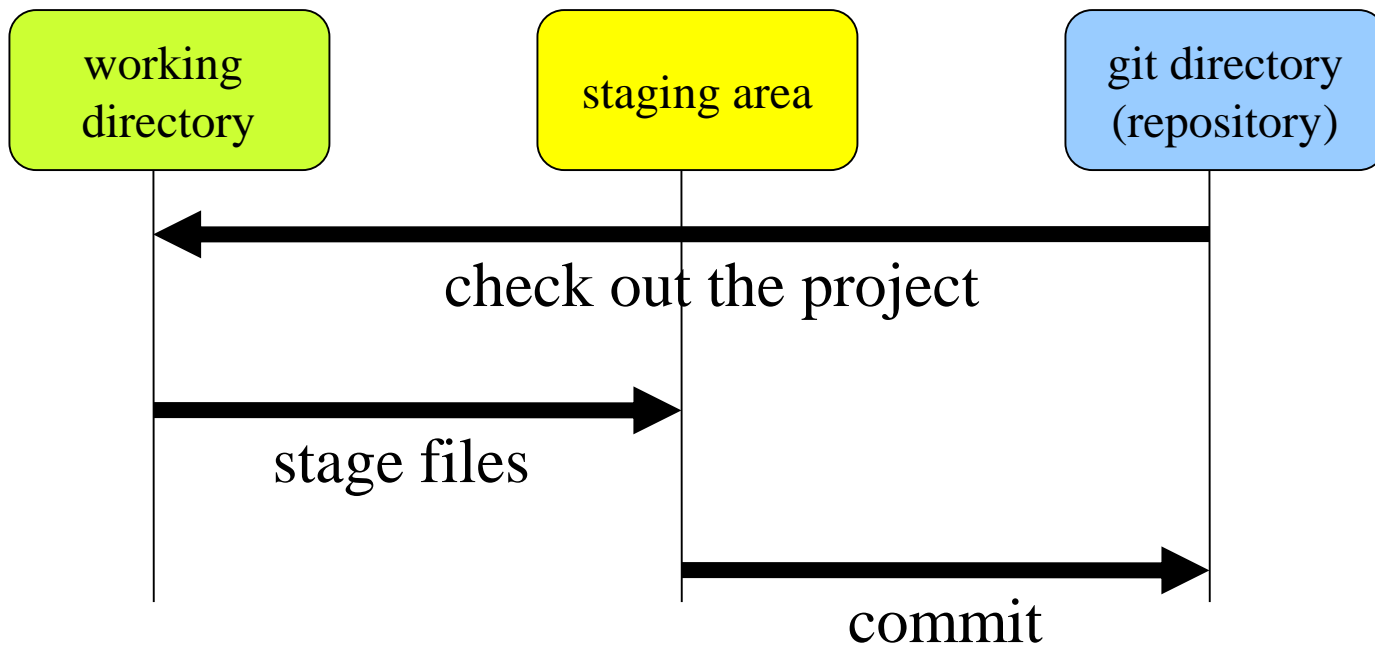 working
directory
staging area
git directory
(repository)
check out the project
stage files
commit